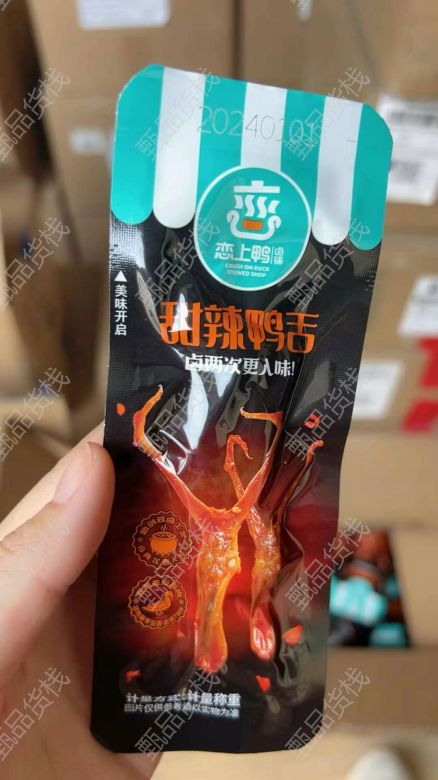 20240101
恋上鸭 卤铺
CRUSH ON DUCK
STEWED SHOP
▲美味开启
甜辣鸭舌
卤两次更入味!
计量方式:计量称重
图片仅供参考请以实物为准
甄品货栈